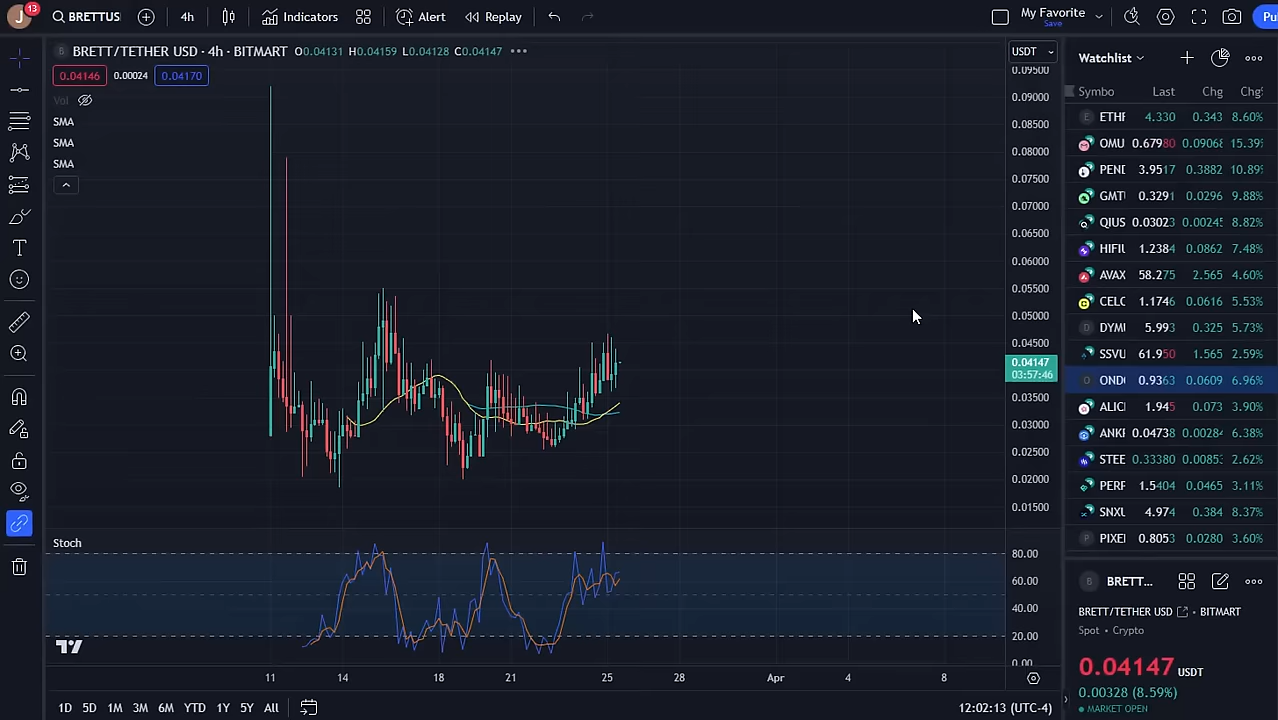 J 13 BRETTUS 4h Indicators Alert Replay My Favorite Save Pu
B BRETT/TETHER USD · 4h · BITMART O0.04131 H0.04159 L0.04128 C0.04147 USDT
0.04146 0.00024 0.04170
Vol
SMA
SMA
SMA
0.09500
0.09000
0.08500
0.08000
0.07500
0.07000
0.06500
0.06000
0.05500
0.05000
0.04500
0.04147
03:57:46
0.03500
0.03000
0.02500
0.02000
0.01500
Stoch
80.00
60.00
40.00
20.00
0.00
11 14 18 21 25 28 Apr 4 8
1D 5D 1M 3M 6M YTD 1Y 5Y All 12:02:13 (UTC-4)
Watchlist
Symbo Last Chg Chg%
E ETHF 4.330 0.343 8.60%
OMU 0.67980 0.09068 15.39%
PEND 3.9517 0.3882 10.89%
GMT 0.3291 0.0296 9.88%
QIUS 0.03023 0.00245 8.82%
HIFIU 1.2384 0.0862 7.48%
AVAX 58.275 2.565 4.60%
CELO 1.1746 0.0616 5.53%
D DYMI 5.993 0.325 5.73%
SSVU 61.950 1.565 2.59%
O OND 0.9363 0.0609 6.96%
ALICI 1.945 0.073 3.90%
ANKF 0.04738 0.00284 6.38%
STEE 0.33380 0.00853 2.62%
PERF 1.5404 0.0465 3.11%
SNXU 4.974 0.384 8.37%
P PIXEI 0.8053 0.0280 3.60%
B BRETT...
BRETT/TETHER USD · BITMART
Spot · Crypto
0.04147 USDT
0.00328 (8.59%)
MARKET OPEN